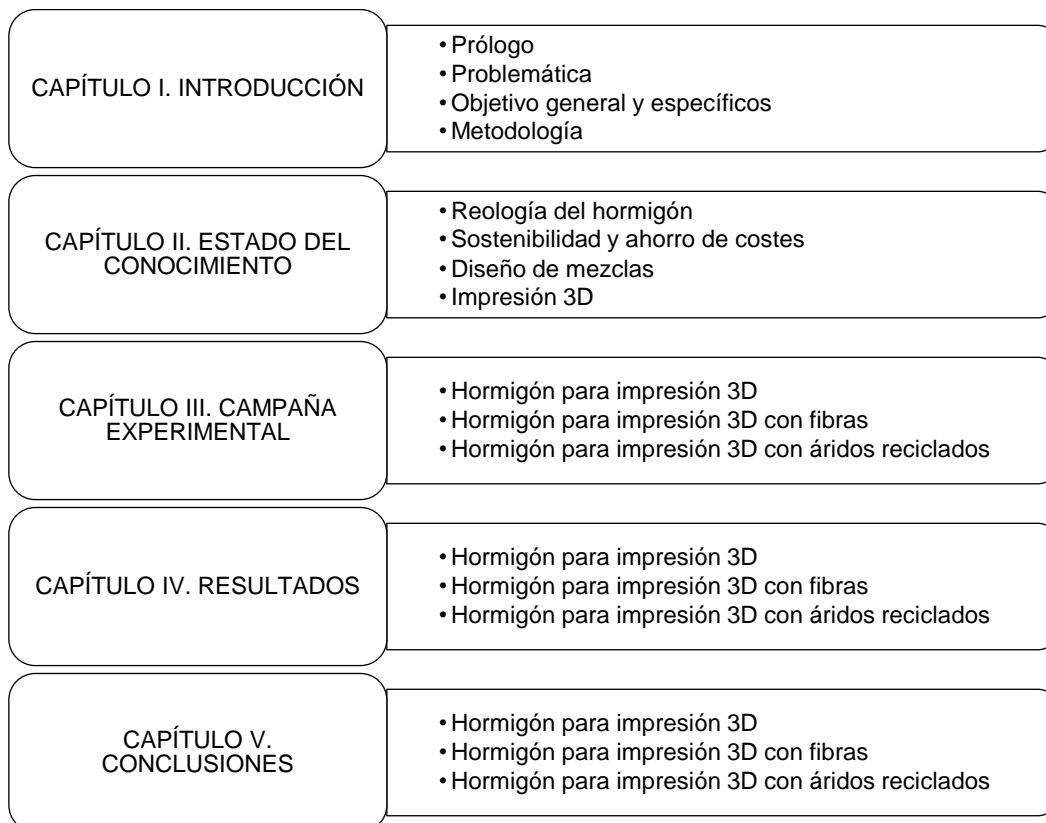 CAPÍTULO I. INTRODUCCIÓN
• Prólogo
• Problemática
• Objetivo general y específicos
• Metodología
CAPÍTULO II. ESTADO DEL
CONOCIMIENTO
• Reología del hormigón
• Sostenibilidad y ahorro de costes
• Diseño de mezclas
• Impresión 3D
CAPÍTULO III. CAMPAÑA
EXPERIMENTAL
• Hormigón para impresión 3D
• Hormigón para impresión 3D con fibras
• Hormigón para impresión 3D con áridos reciclados
CAPÍTULO IV. RESULTADOS
• Hormigón para impresión 3D
• Hormigón para impresión 3D con fibras
• Hormigón para impresión 3D con áridos reciclados
CAPÍTULO V.
CONCLUSIONES
• Hormigón para impresión 3D
• Hormigón para impresión 3D con fibras
• Hormigón para impresión 3D con áridos reciclados